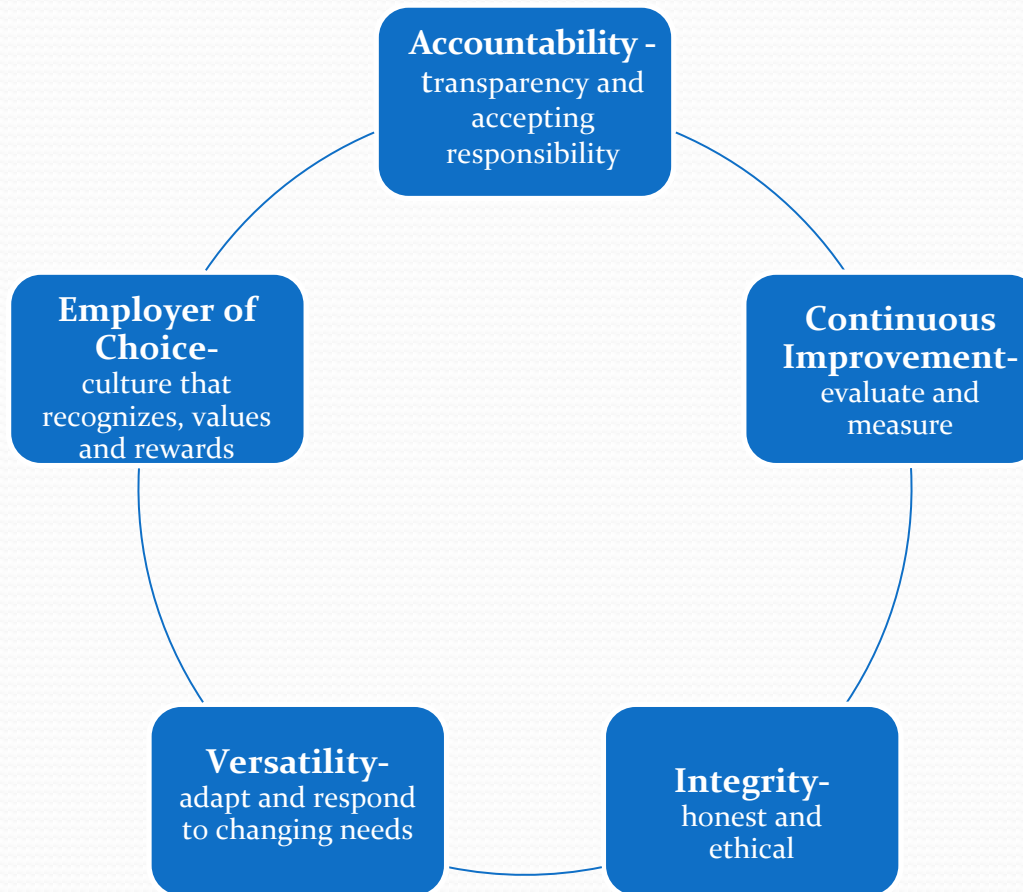 Accountability -
transparency and
accepting
responsibility
Continuous
Improvement-
evaluate and
measure
Integrity-
honest and
ethical
Versatility-
adapt and respond
to changing needs
Employer of
Choice-
culture that
recognizes, values
and rewards